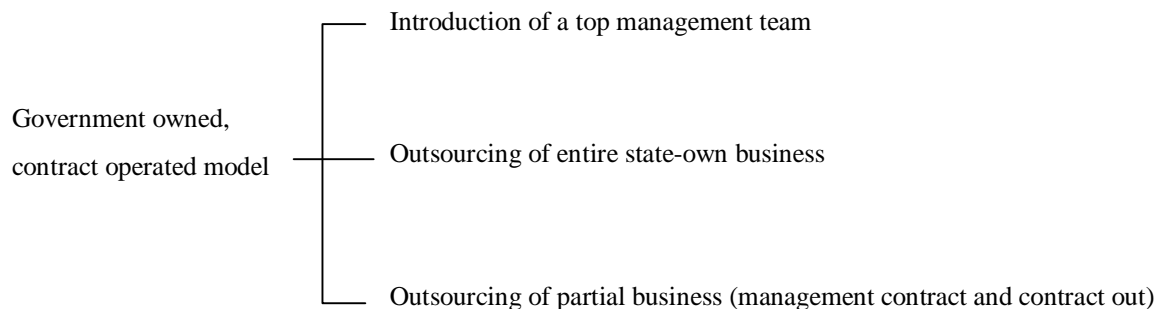 Introduction of a top management team
Government owned,
contract operated model
Outsourcing of entire state-own business
Outsourcing of partial business (management contract and contract out)